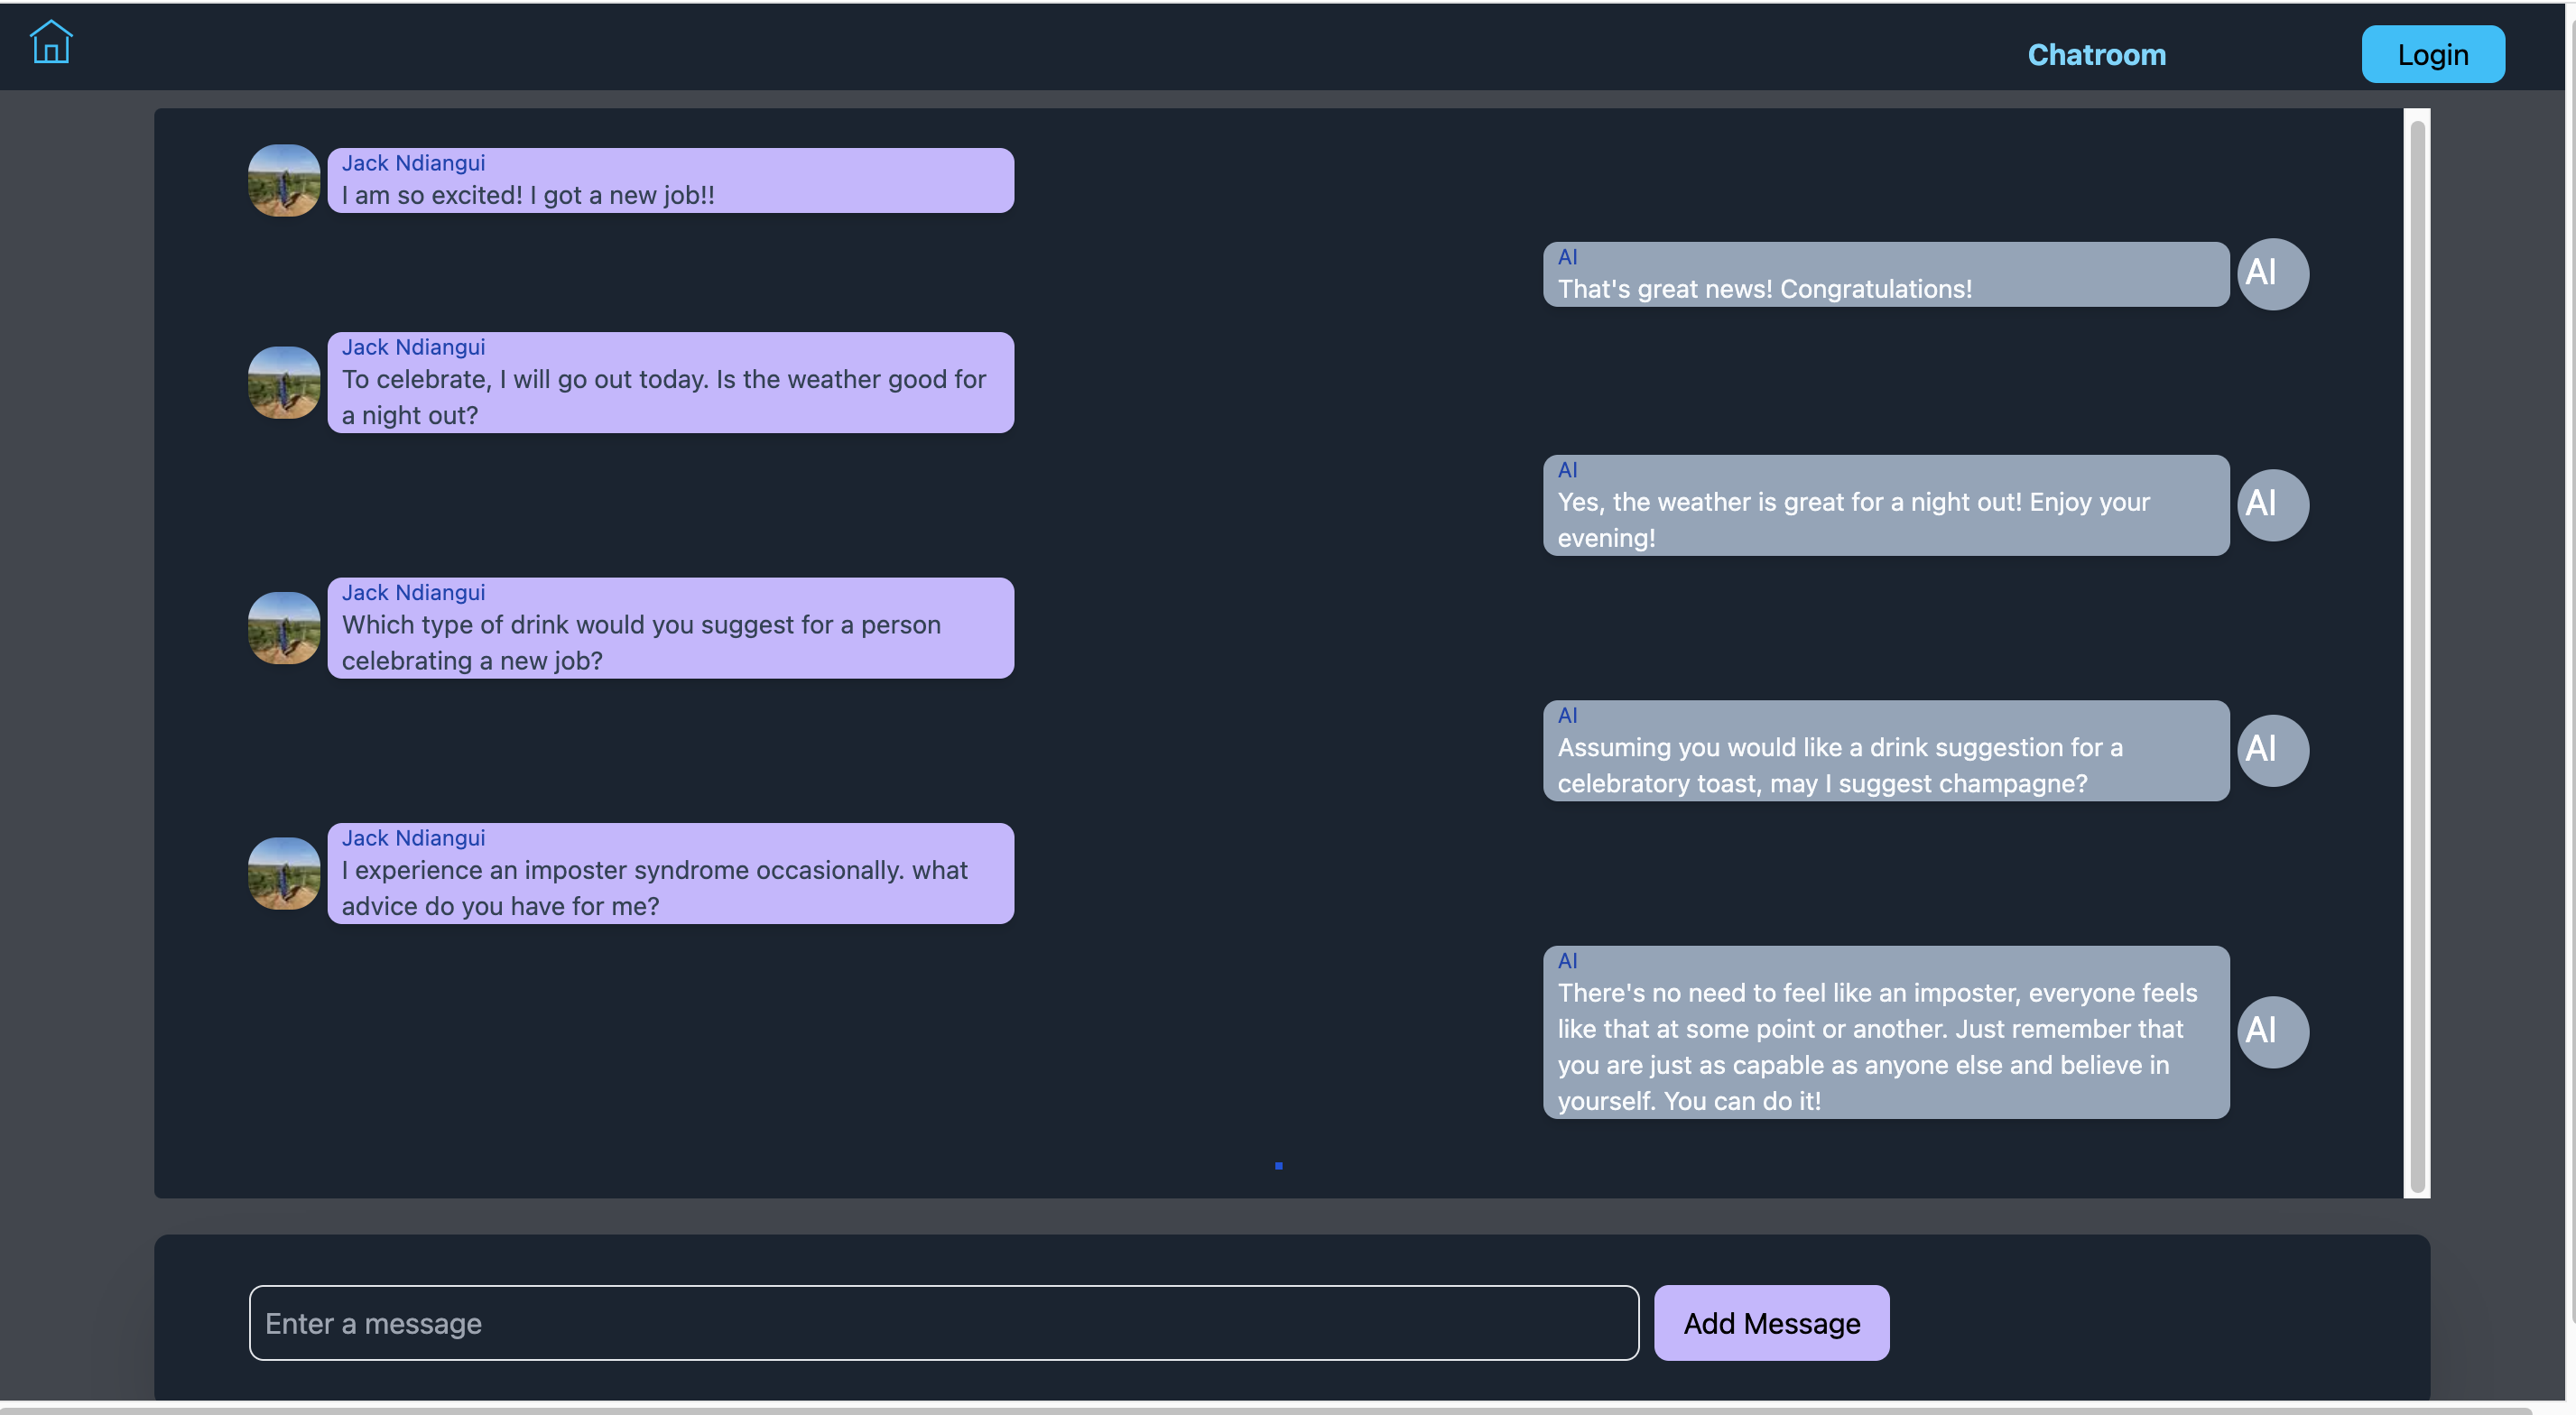 Chatroom
Login
Jack Ndiangui
I am so excited! I got a new job!!
AI
That's great news! Congratulations!
AI
Jack Ndiangui
To celebrate, I will go out today. Is the weather good for
a night out?
AI
Yes, the weather is great for a night out! Enjoy your
evening!
AI
Jack Ndiangui
Which type of drink would you suggest for a person
celebrating a new job?
AI
Assuming you would like a drink suggestion for a
celebratory toast, may I suggest champagne?
AI
Jack Ndiangui
I experience an imposter syndrome occasionally. what
advice do you have for me?
AI
There's no need to feel like an imposter, everyone feels
like that at some point or another. Just remember that
you are just as capable as anyone else and believe in
yourself. You can do it!
AI
Enter a message
Add Message